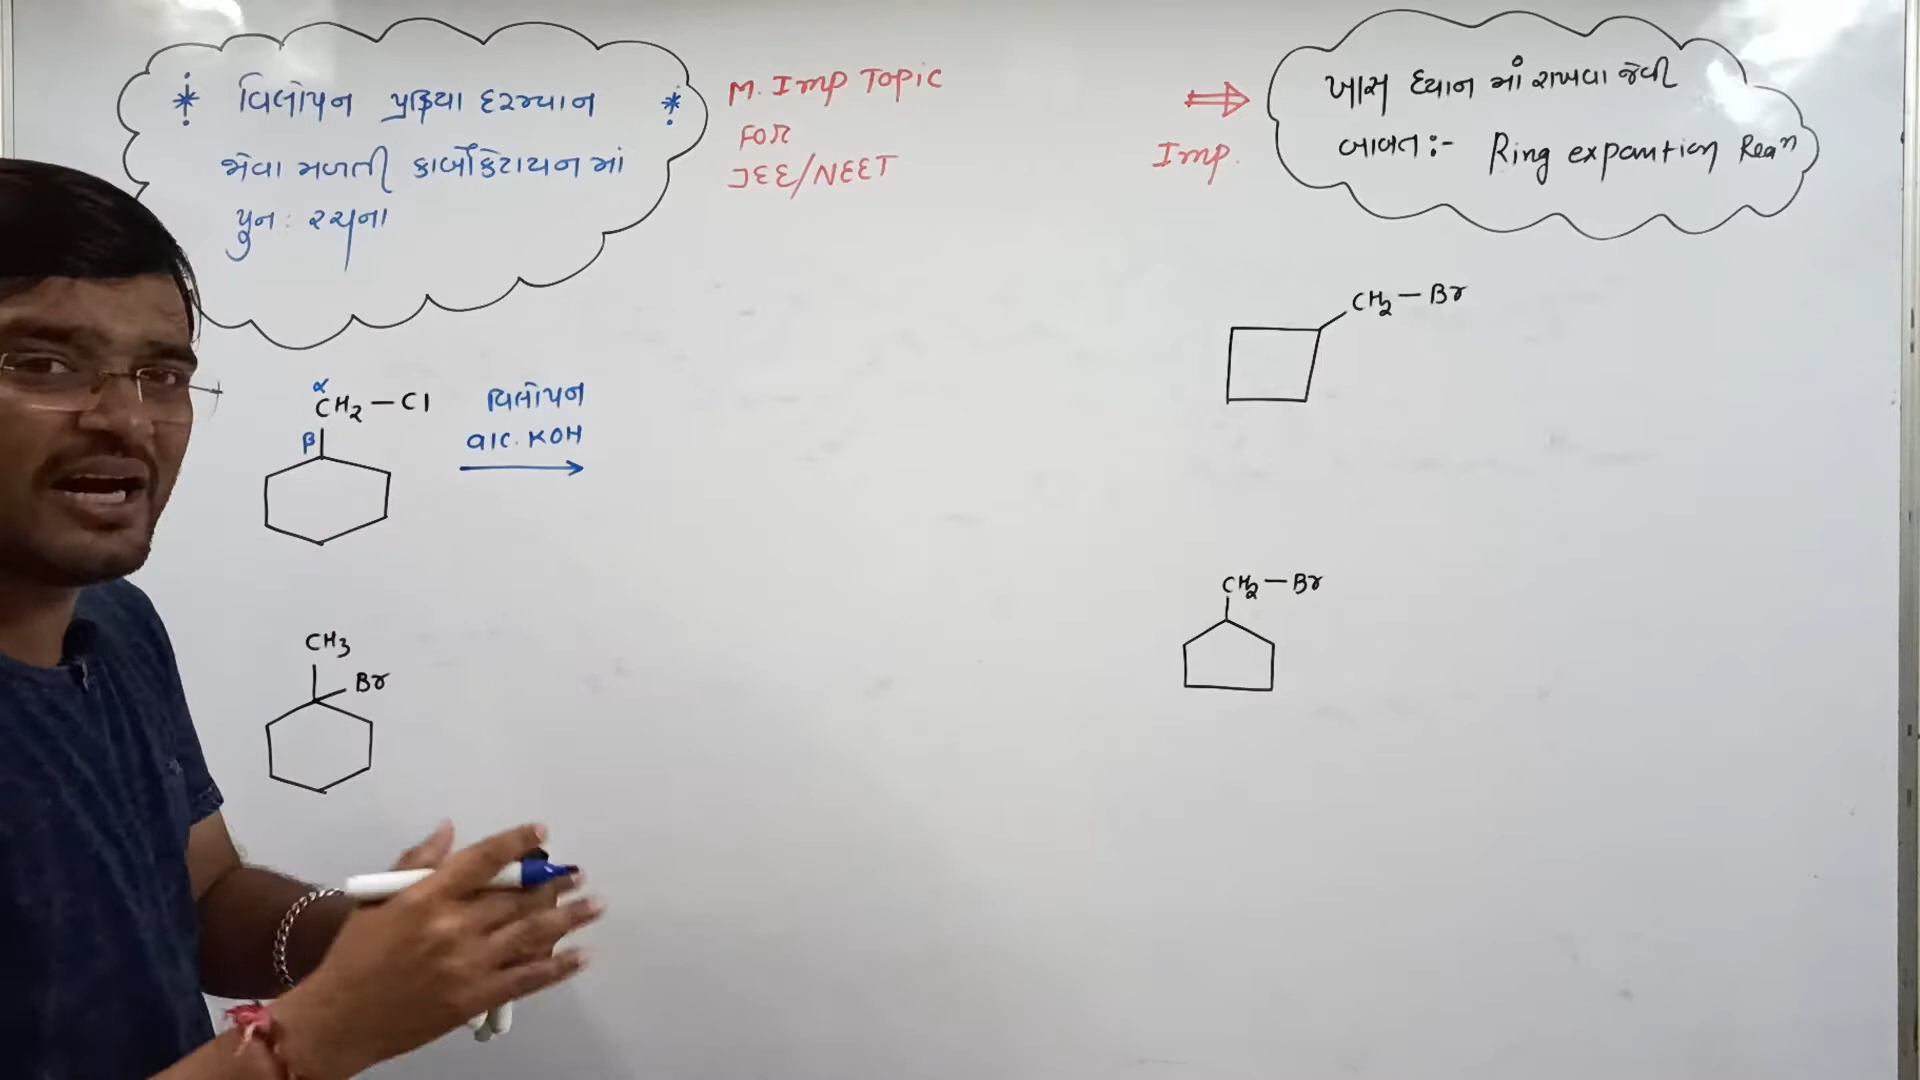 * વિલોપન પ્રક્રિયા દરમ્યાન *
જોવા મળતી કાર્બોકેટાયન માં
પુન: રચના
M. Imp Topic
FOR
JEE/NEET
Imp.
ખાસ ધ્યાન માં રાખવા જેવી
બાબત :- Ring expantion Reaⁿ
α
CH₂ — Cl
β
વિલોપન
alc. KOH
CH₃
Br
CH₂ — Br
CH₂ — Br